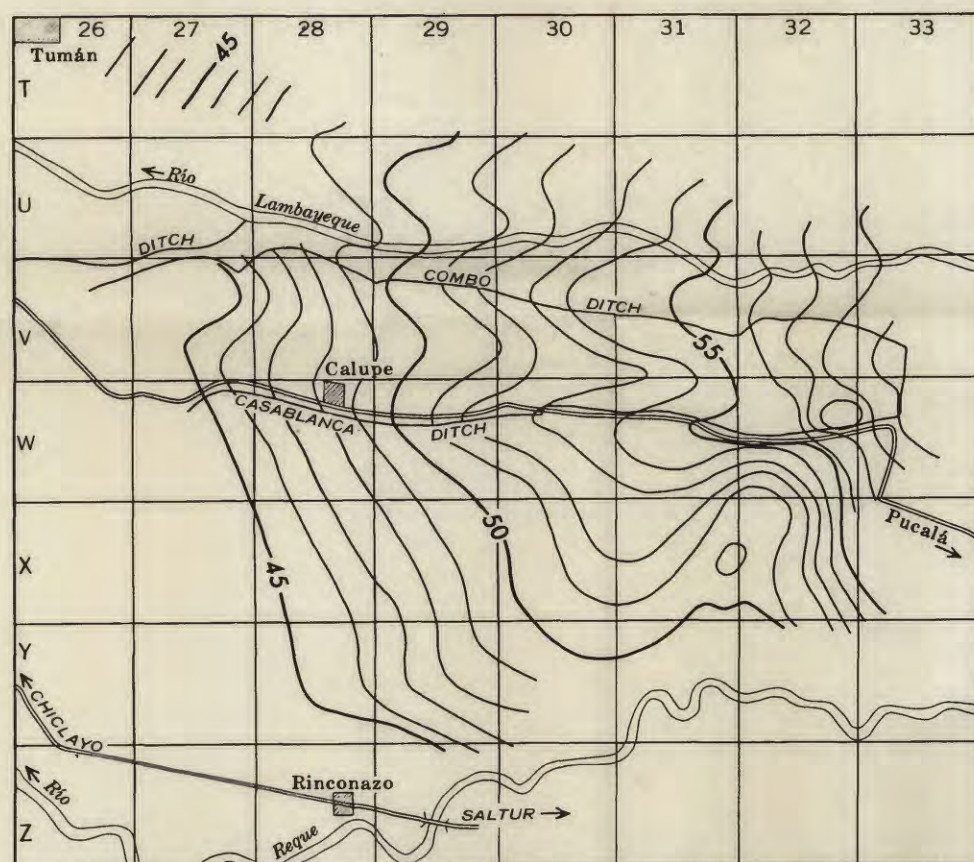 26 27 28 29 30 31 32 33
Tumán
45
T
← Río
U
Lambayeque
DITCH
COMBO
DITCH
V
55
Calupe
CASABLANCA
DITCH
W
50
Pucalá →
X
45
Y
← CHICLAYO
Rinconazo
← Río
SALTUR →
Reque
Z